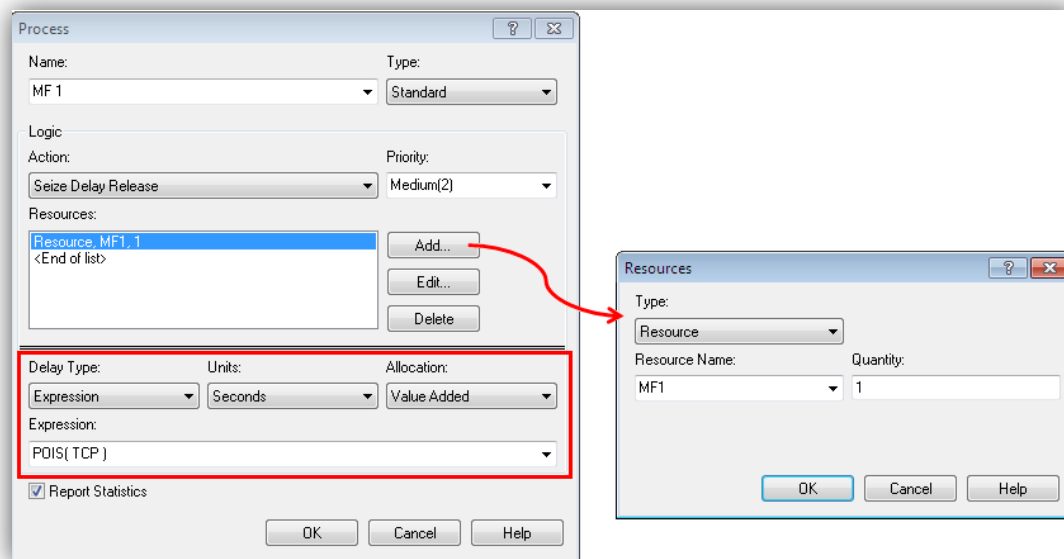 Process
Name:
Type:
MF 1
Standard
Logic
Action:
Priority:
Seize Delay Release
Medium(2)
Resources:
Resource, MF1, 1
<End of list>
Add...
Edit...
Delete
Delay Type:
Units:
Allocation:
Expression
Seconds
Value Added
Expression:
POIS( TCP )
Report Statistics
OK
Cancel
Help
Resources
Type:
Resource
Resource Name:
Quantity:
MF1
1
OK
Cancel
Help